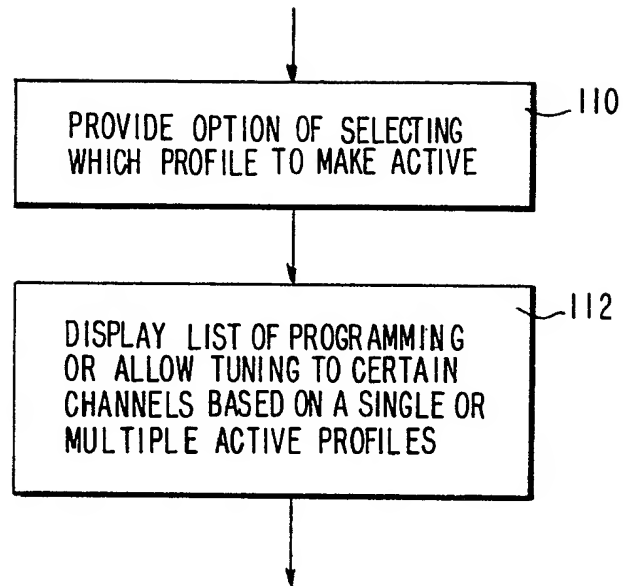 PROVIDE OPTION OF SELECTING
WHICH PROFILE TO MAKE ACTIVE
110
DISPLAY LIST OF PROGRAMMING
OR ALLOW TUNING TO CERTAIN
CHANNELS BASED ON A SINGLE OR
MULTIPLE ACTIVE PROFILES
112